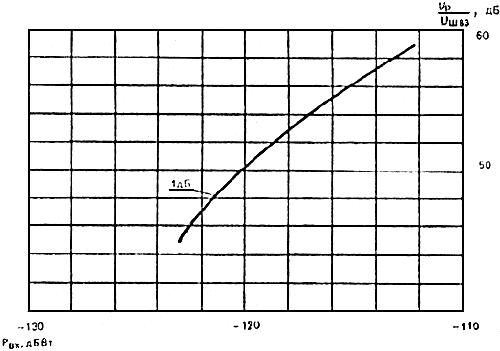 Uр / Uш вз , дБ
60
50
1дБ
-130 -120 -110
Pвх, дБВт